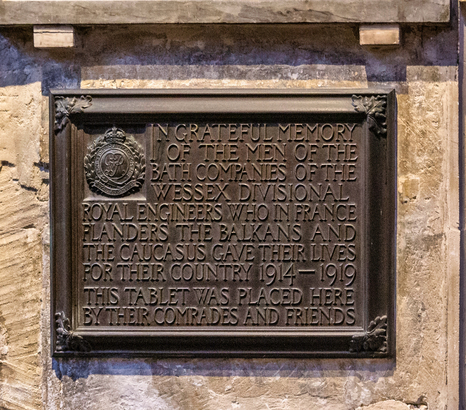 IN GRATEFUL MEMORY
OF THE MEN OF THE
BATH COMPANIES OF THE
WESSEX DIVISIONAL
ROYAL ENGINEERS WHO IN FRANCE
FLANDERS THE BALKANS AND
THE CAUCASUS GAVE THEIR LIVES
FOR THEIR COUNTRY 1914—1919
THIS TABLET WAS PLACED HERE
BY THEIR COMRADES AND FRIENDS